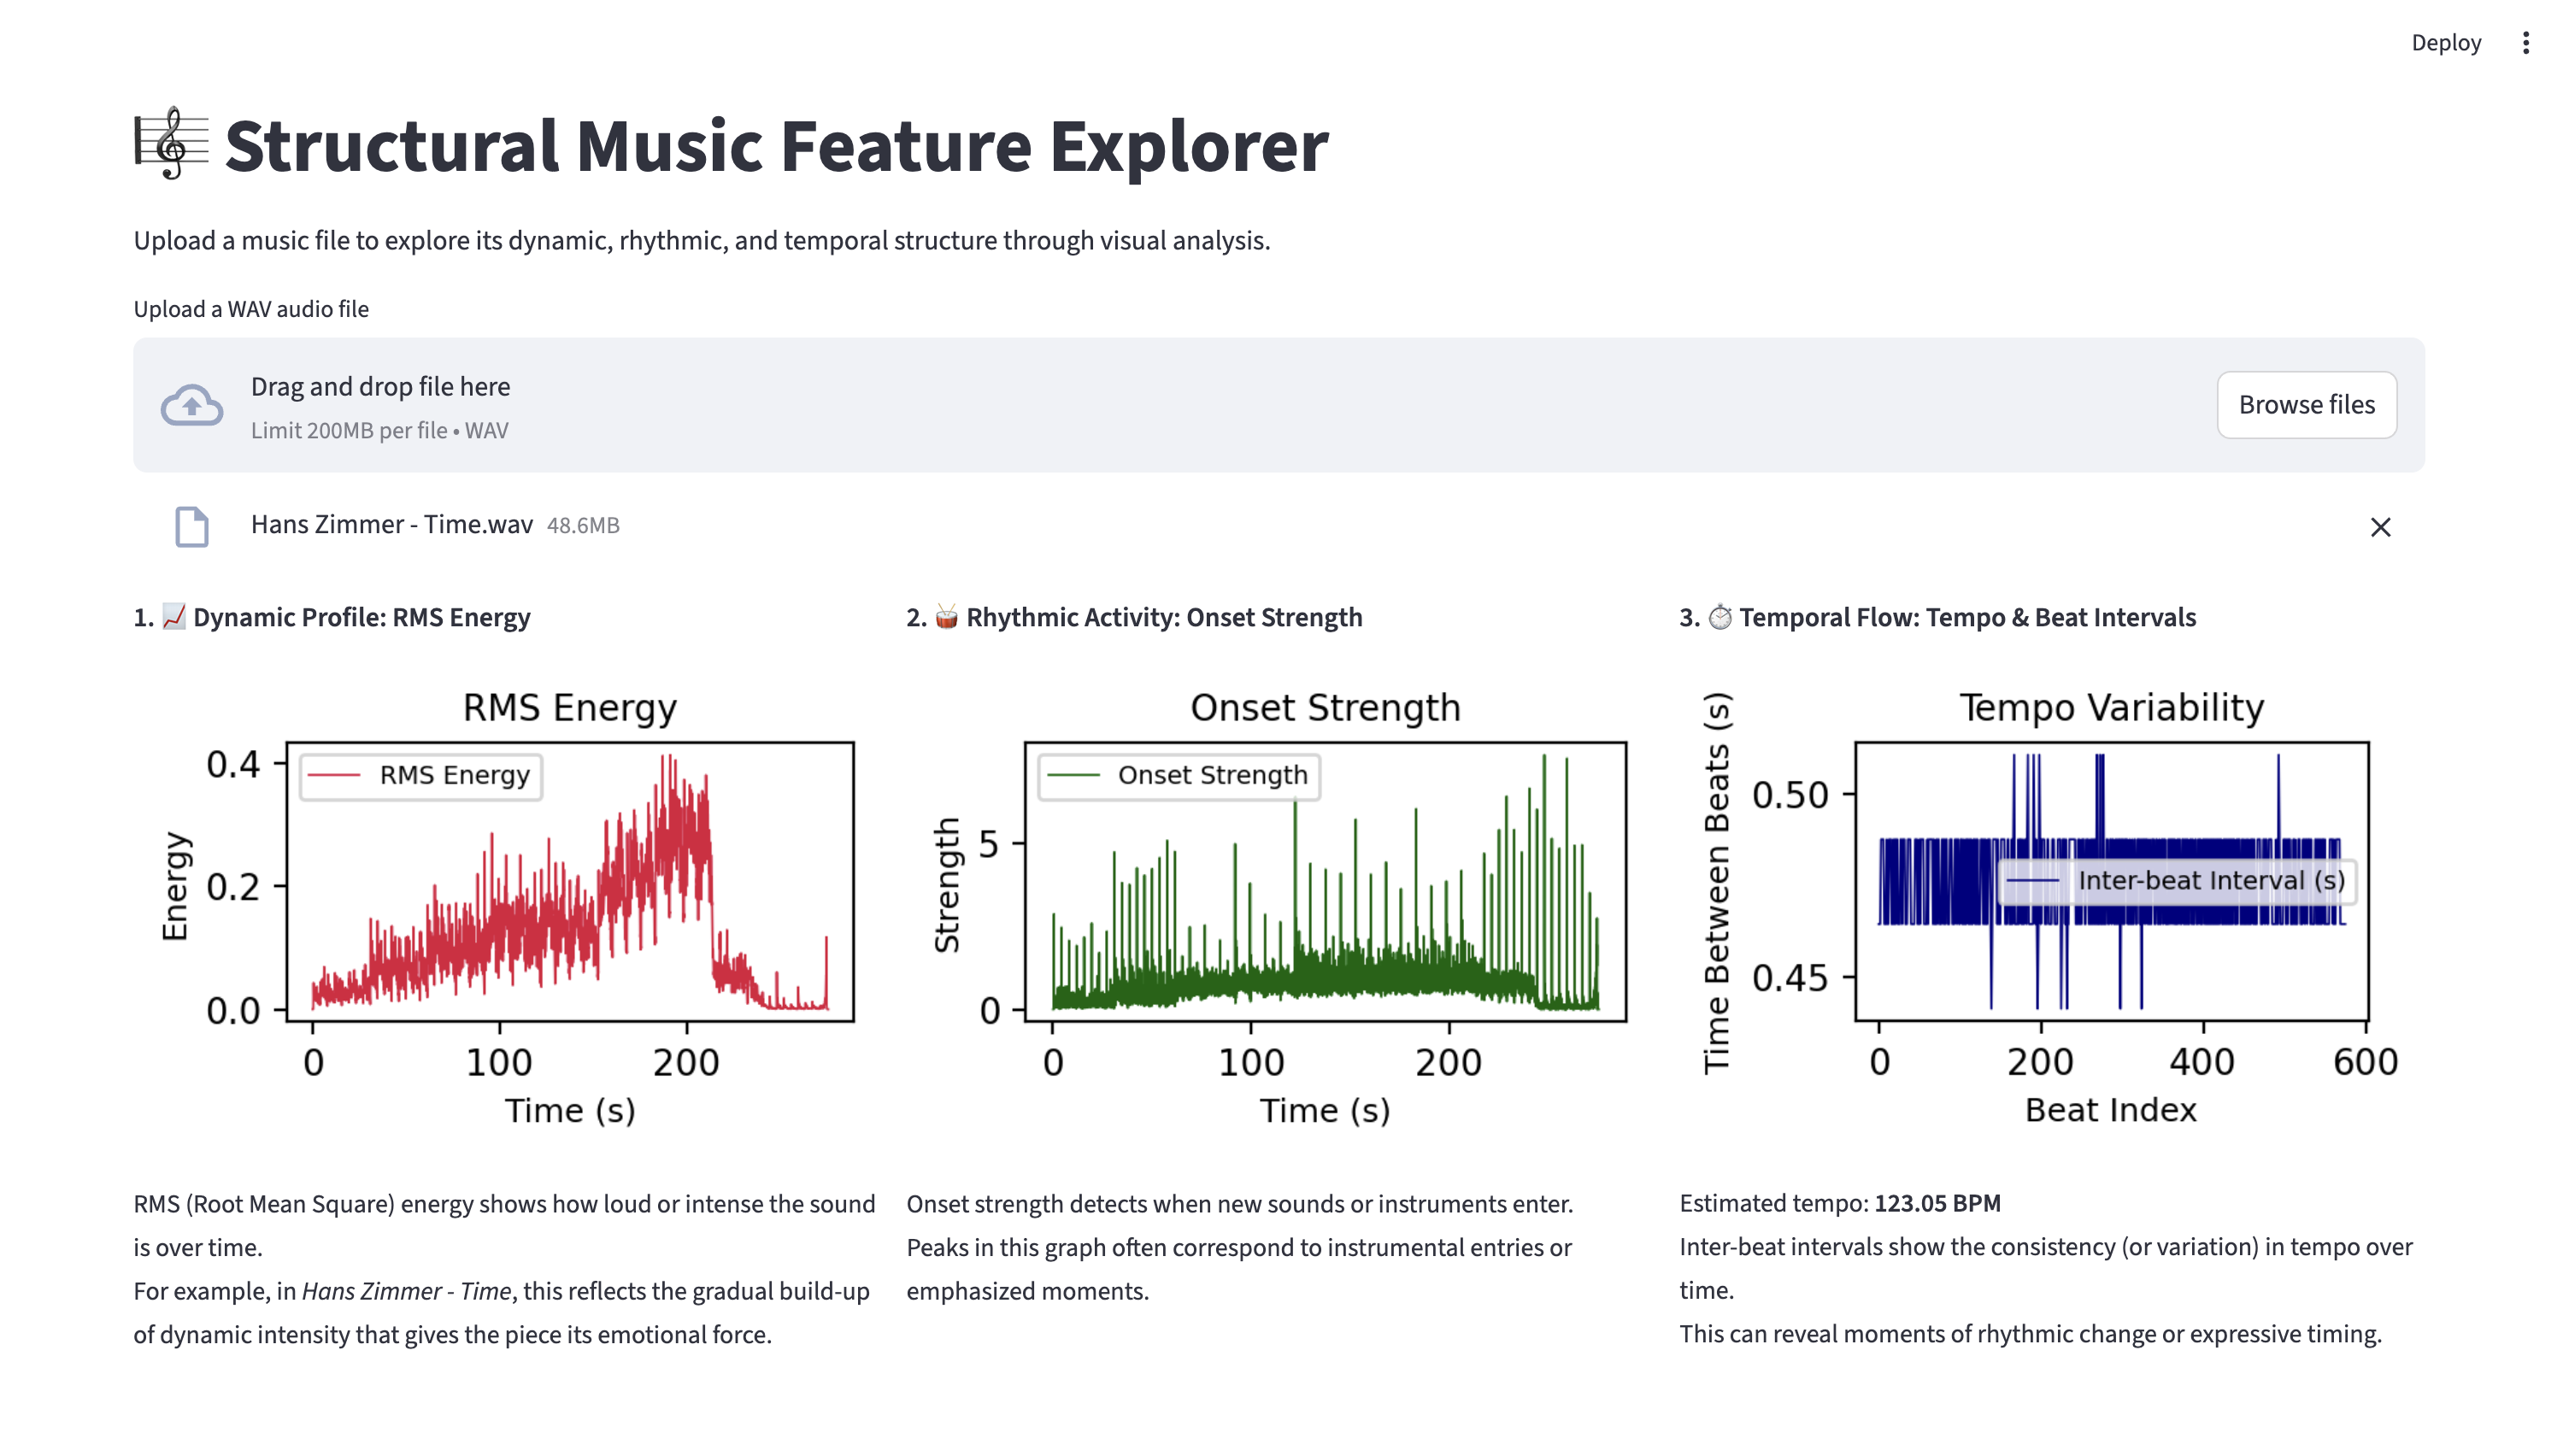 Deploy
Structural Music Feature Explorer
Upload a music file to explore its dynamic, rhythmic, and temporal structure through visual analysis.
Upload a WAV audio file
Drag and drop file here
Limit 200MB per file • WAV
Browse files
Hans Zimmer - Time.wav 48.6MB
1. 📈 Dynamic Profile: RMS Energy
RMS Energy
RMS Energy
Energy
0.4
0.2
0.0
0 100 200
Time (s)
RMS (Root Mean Square) energy shows how loud or intense the sound
is over time.
For example, in Hans Zimmer - Time, this reflects the gradual build-up
of dynamic intensity that gives the piece its emotional force.
2. 🥁 Rhythmic Activity: Onset Strength
Onset Strength
Onset Strength
Strength
5
0
0 100 200
Time (s)
Onset strength detects when new sounds or instruments enter.
Peaks in this graph often correspond to instrumental entries or
emphasized moments.
3. ⏱ Temporal Flow: Tempo & Beat Intervals
Tempo Variability
Time Between Beats (s)
0.50
0.45
Inter-beat Interval (s)
0 200 400 600
Beat Index
Estimated tempo: 123.05 BPM
Inter-beat intervals show the consistency (or variation) in tempo over
time.
This can reveal moments of rhythmic change or expressive timing.